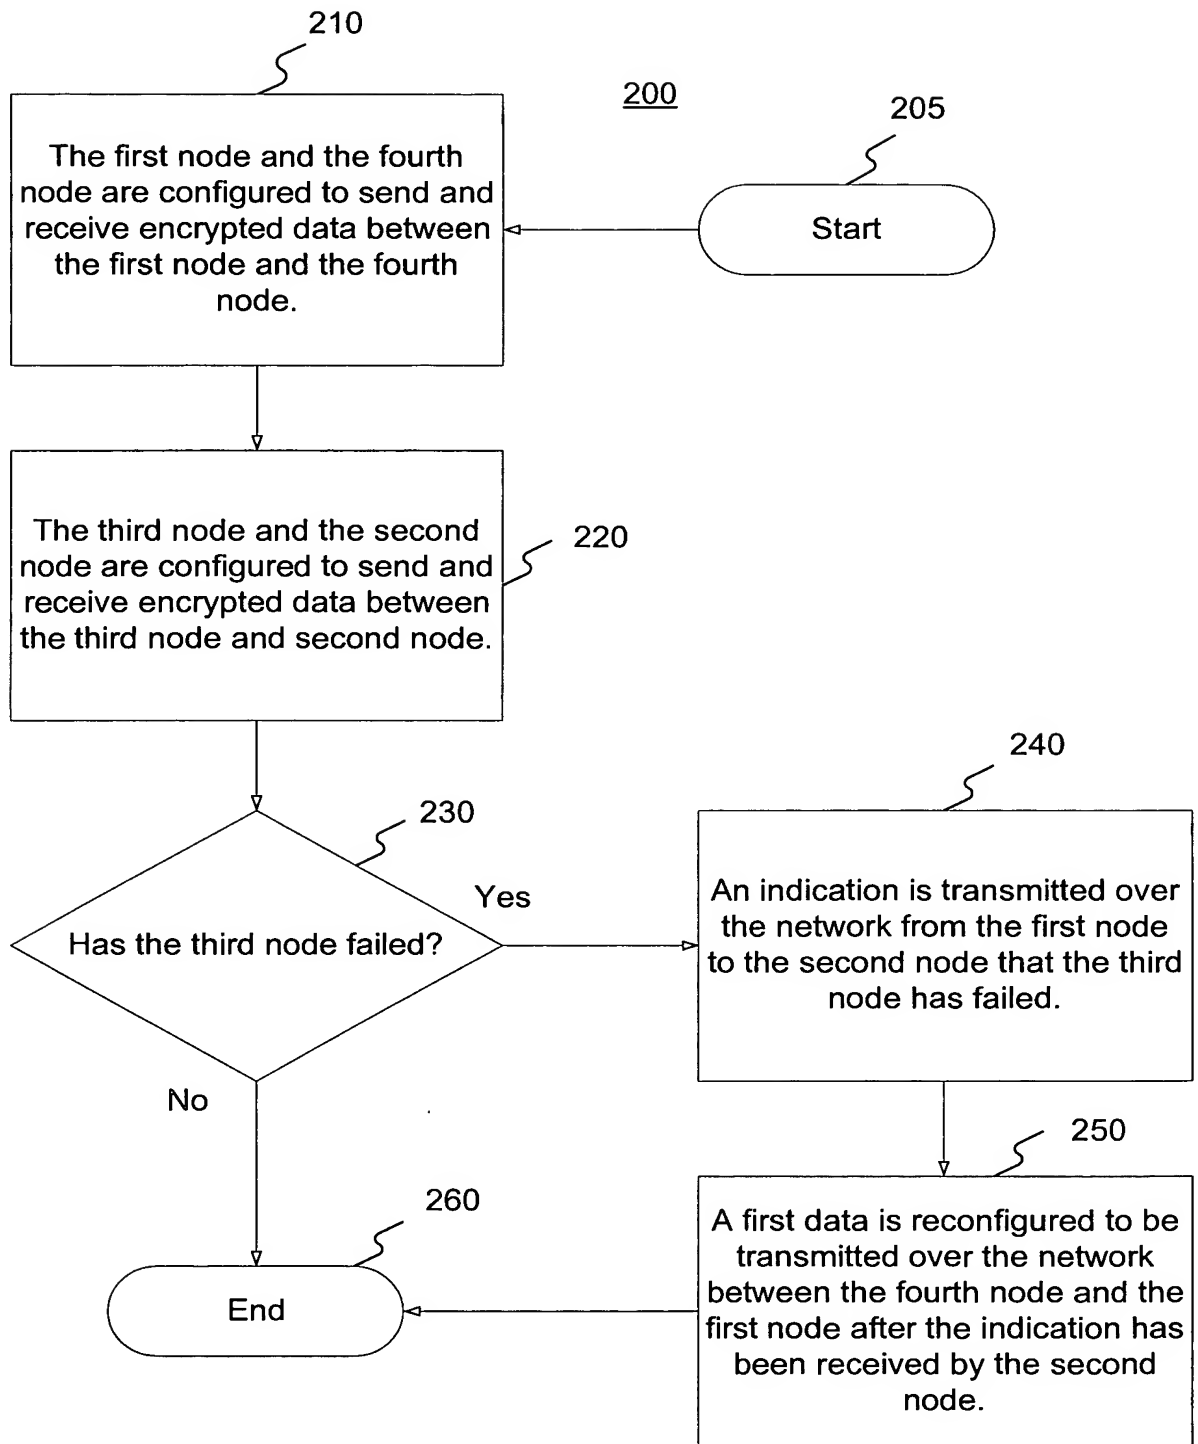 210
200
205
The first node and the fourth
node are configured to send and
receive encrypted data between
the first node and the fourth
node.
Start
The third node and the second
node are configured to send and
receive encrypted data between
the third node and second node.
220
230
Has the third node failed?
Yes
No
240
An indication is transmitted over
the network from the first node
to the second node that the third
node has failed.
250
A first data is reconfigured to be
transmitted over the network
between the fourth node and the
first node after the indication has
been received by the second
node.
260
End